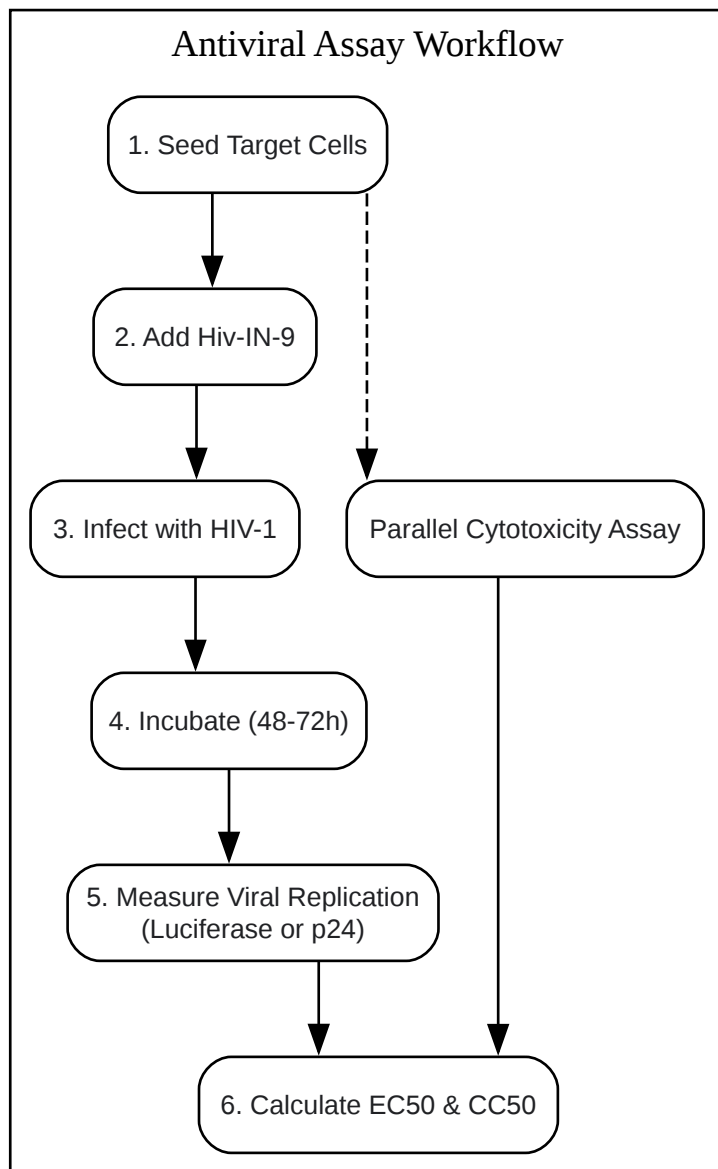 Antiviral Assay Workflow
1. Seed Target Cells
2. Add Hiv-IN-9
3. Infect with HIV-1
Parallel Cytotoxicity Assay
4. Incubate (48-72h)
5. Measure Viral Replication
(Luciferase or p24)
6. Calculate EC50 & CC50